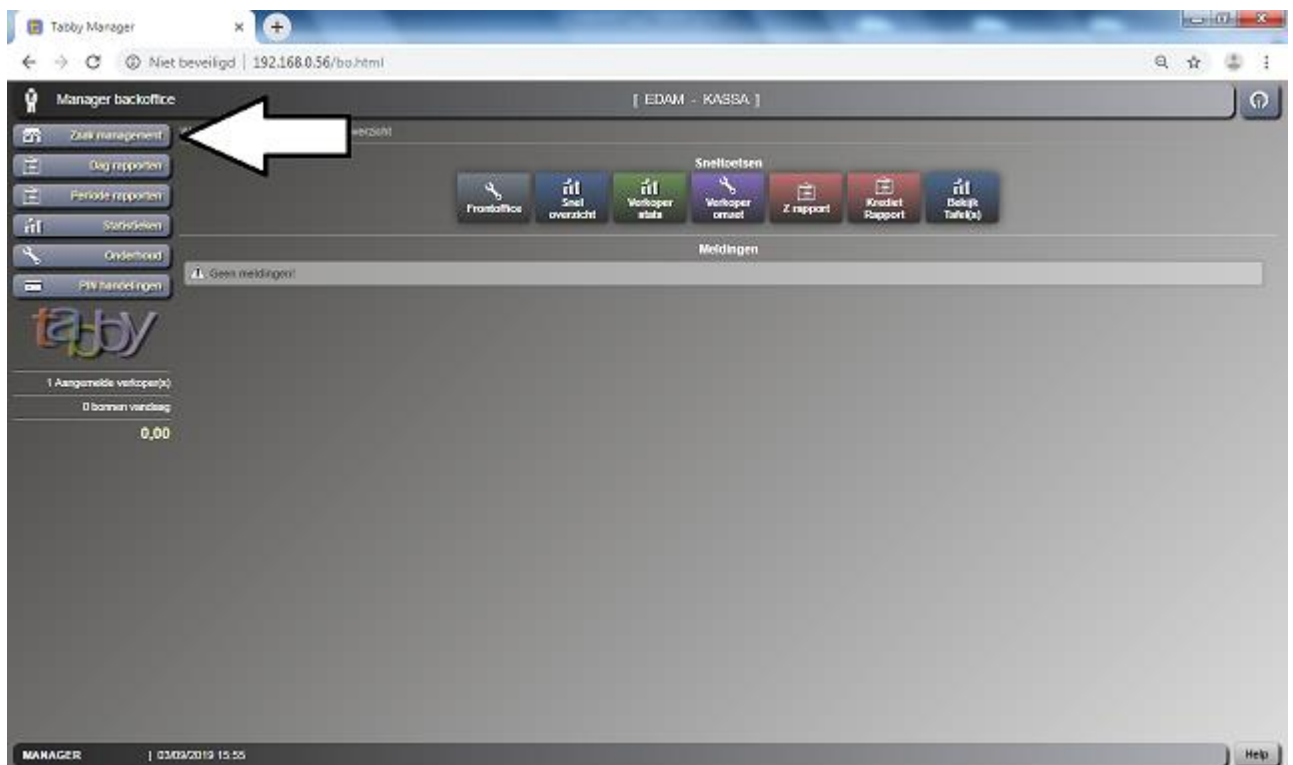 Tabby Manager
Niet beveiligd | 192.168.0.56/bo.html
Manager backoffice
[ EDAM - KASSA ]
Zaak management
Dag rapporten
Periode rapporten
Statistieken
Onderhoud
PIN handelingen
tabby
1 Aangemelde verkoper(s)
0 bonnen vandaag
0,00
Sneltoetsen
Frontoffice
Snel
overzicht
Verkoper
stats
Verkoper
omzet
Z rapport
Krediet
Rapport
Bekijk
Tafel(s)
Meldingen
Geen meldingen!
MANAGER | 03/09/2019 15:55
Help